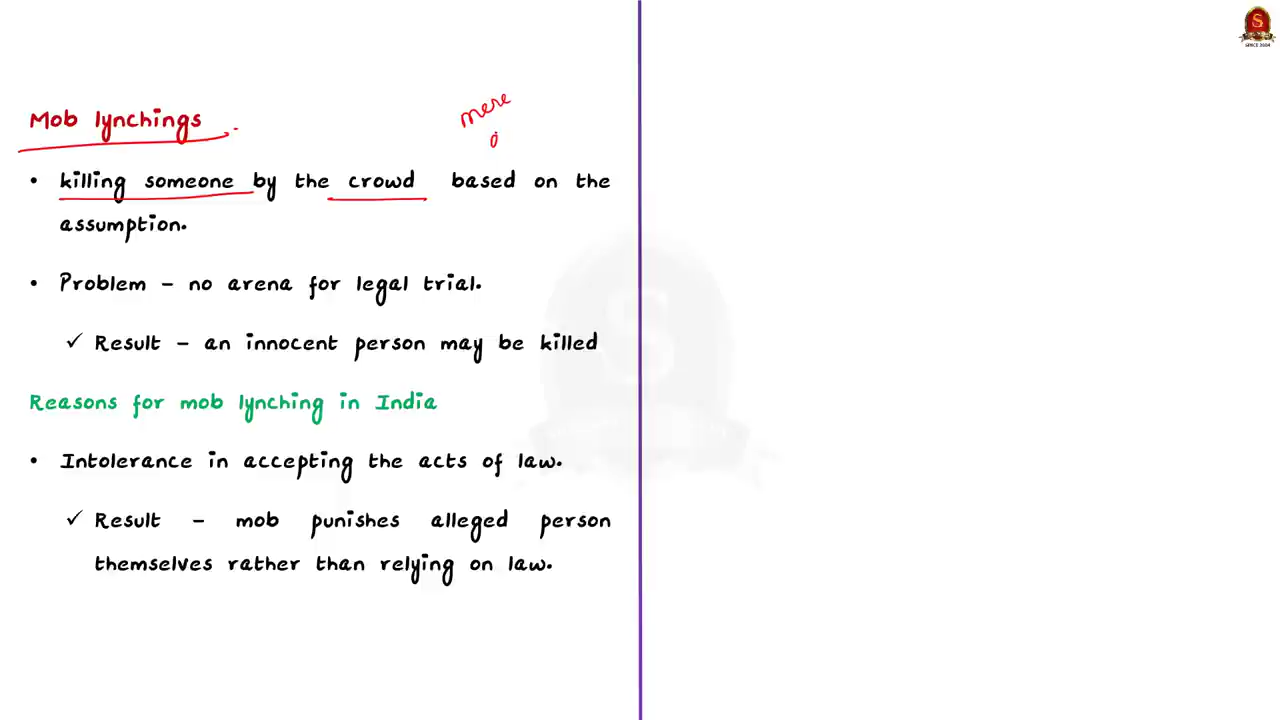 S
SINCE 2004
Mob lynchings
mere
killing someone by the crowd based on the
assumption.
Problem - no arena for legal trial.
Result - an innocent person may be killed
Reasons for mob lynching in India
Intolerance in accepting the acts of law.
Result - mob punishes alleged person
themselves rather than relying on law.